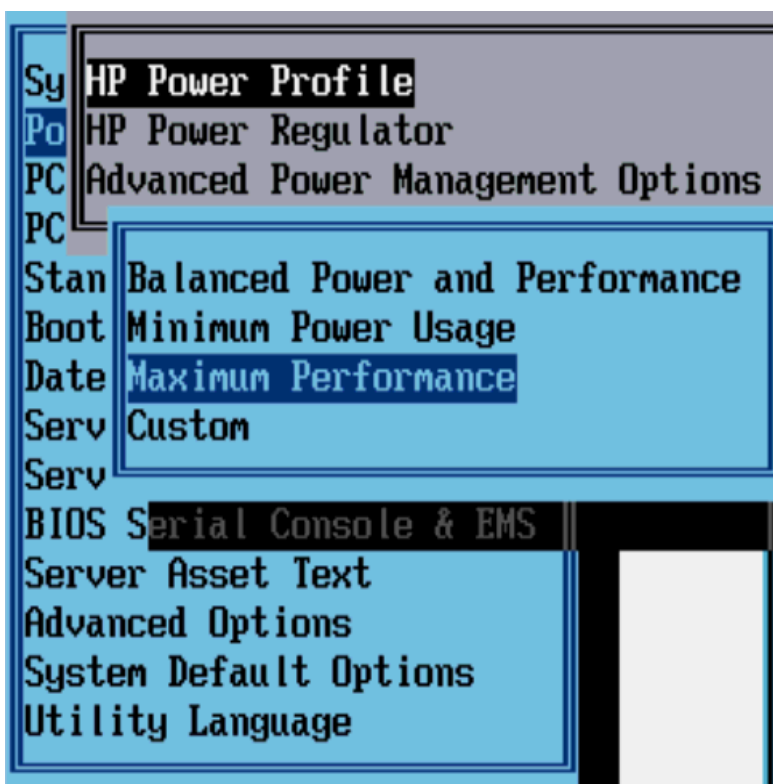 HP Power Profile
HP Power Regulator
Advanced Power Management Options
Balanced Power and Performance
Minimum Power Usage
Maximum Performance
Custom
Sy
Po
PC
PC
Stan
Boot
Date
Serv
Serv
BIOS Serial Console & EMS
Server Asset Text
Advanced Options
System Default Options
Utility Language